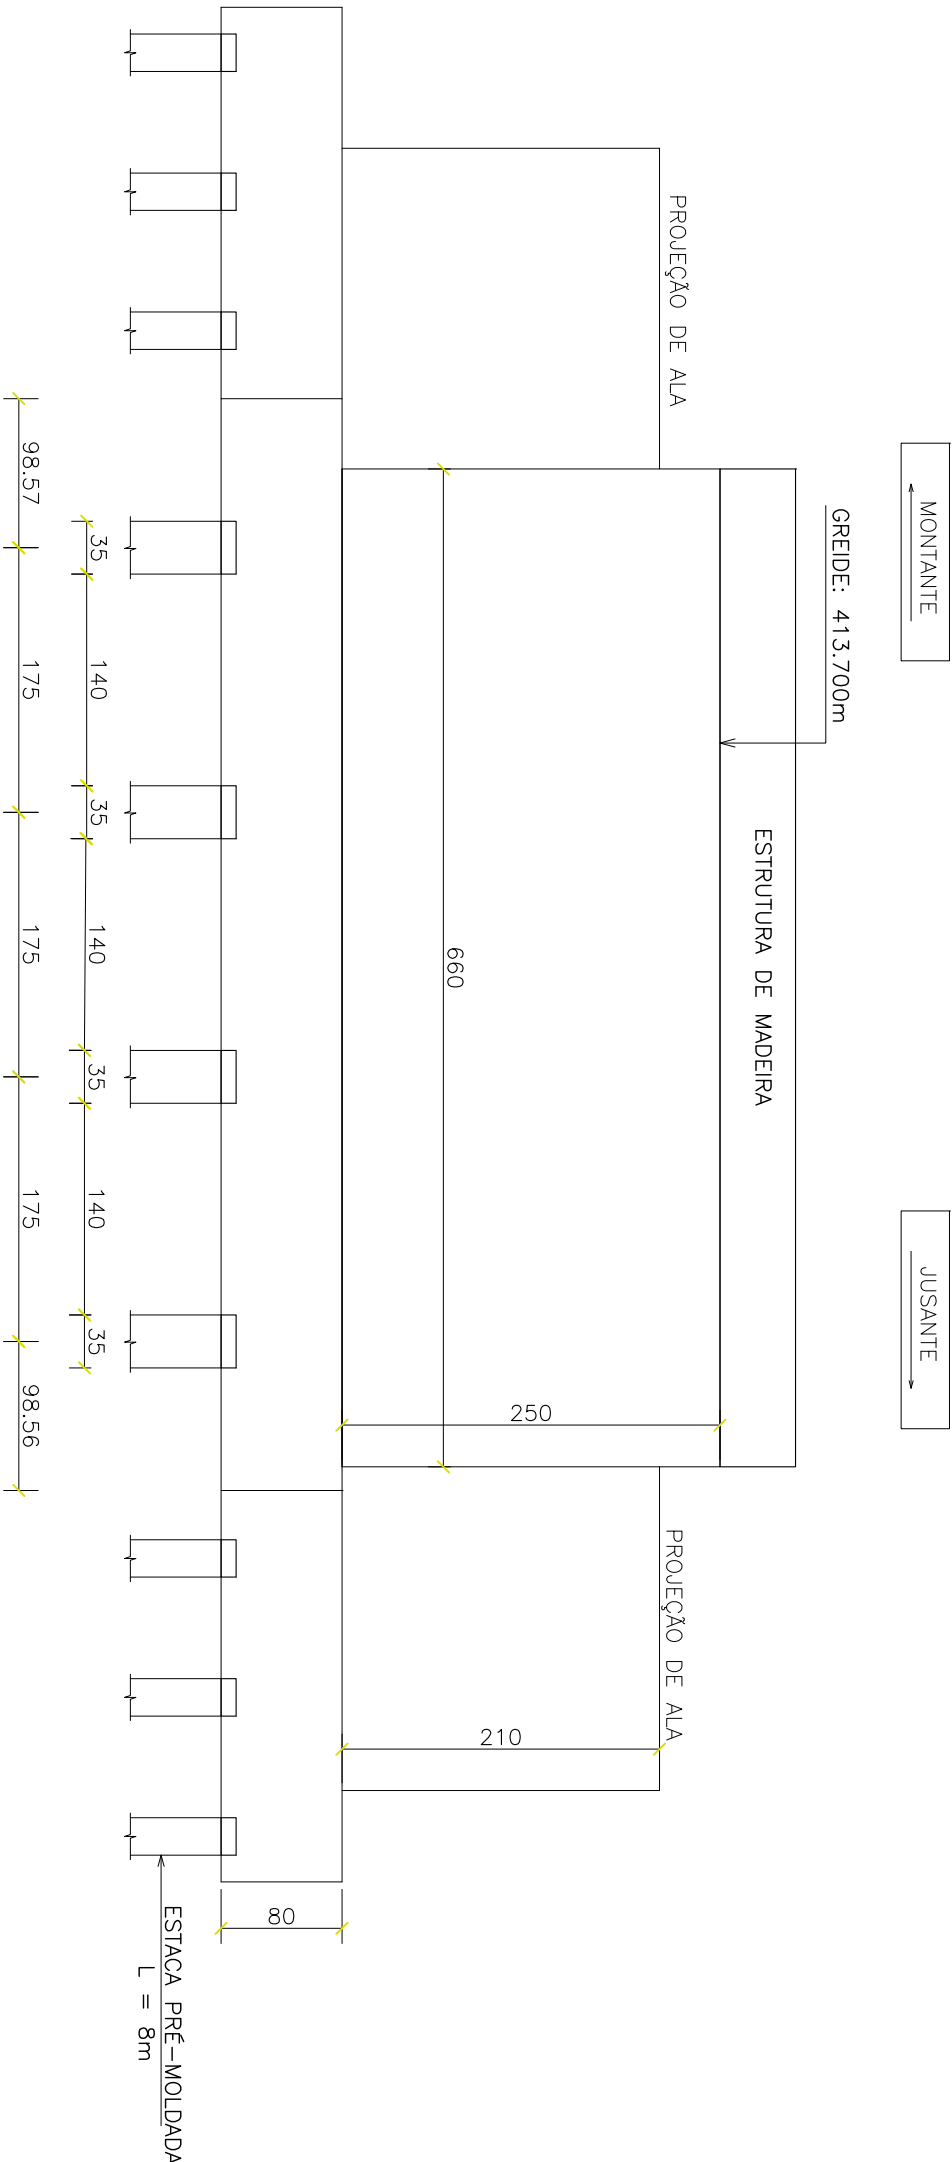 MONTANTE
JUSANTE
GREIDE: 413.700m
ESTRUTURA DE MADEIRA
PROJEÇÃO DE ALA
PROJEÇÃO DE ALA
250
210
660
80
ESTACA PRÉ-MOLDADA
L = 8m
35
140
35
140
35
140
35
98.57
175
175
175
98.56